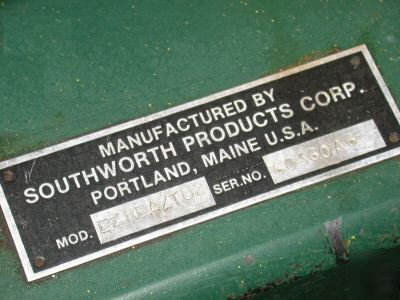 MANUFACTURED BY
SOUTHWORTH PRODUCTS CORP.
PORTLAND, MAINE U.S.A.
MOD. SER.NO.